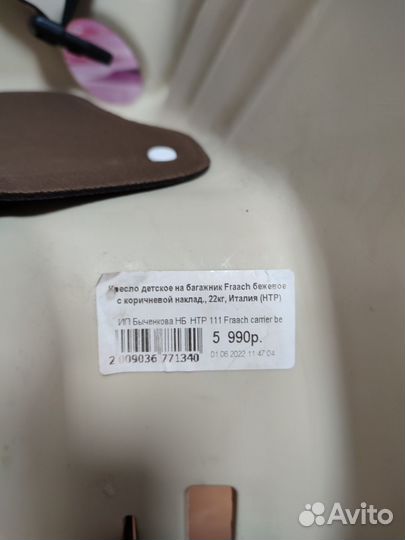 Кресло детское на багажник Fraach бежевое
с коричневой наклад., 22кг, Италия (HTP)
ИП Быченкова НБ HTP 111 Fraach carrier be
5 990р.
2 009036 771340
01.06.2022 11:47:04
Avito